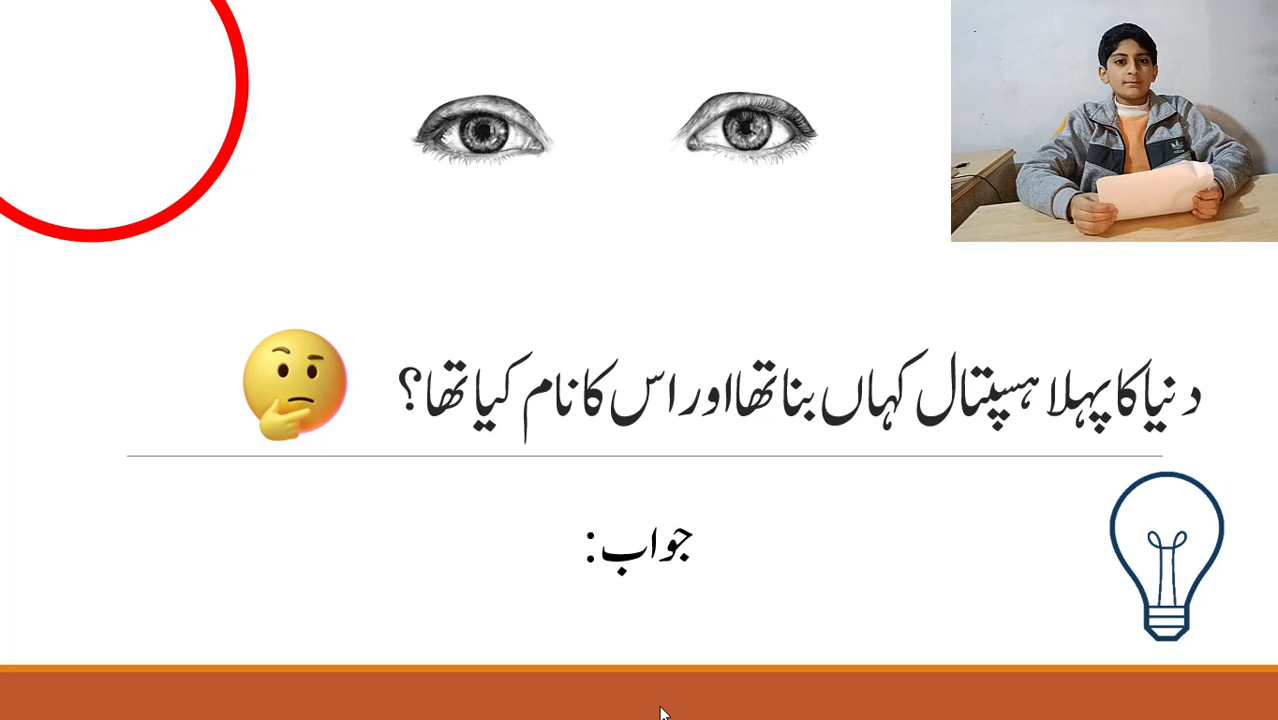 دنیا کا پہلا ہسپتال کہاں بنا تھا اور اس کا نام کیا تھا؟
جواب: